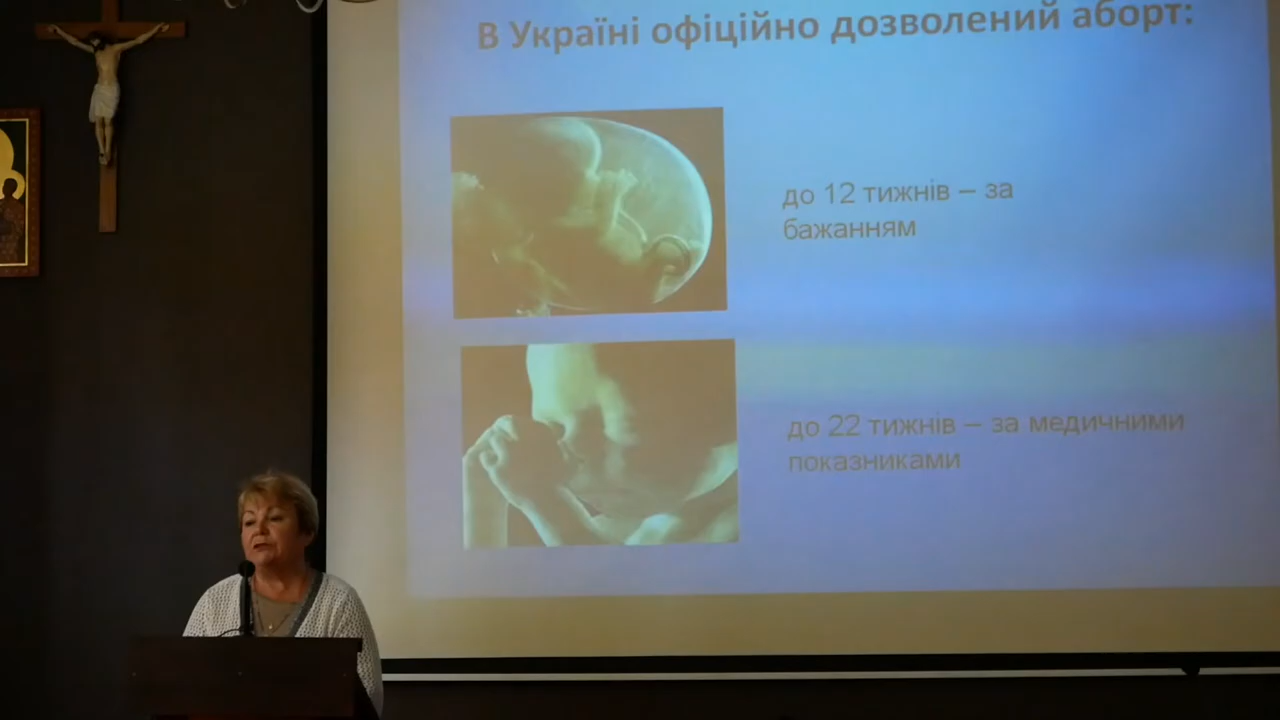 В Україні офіційно дозволений аборт:
до 12 тижнів – за
бажанням
до 22 тижнів – за медичними
показниками